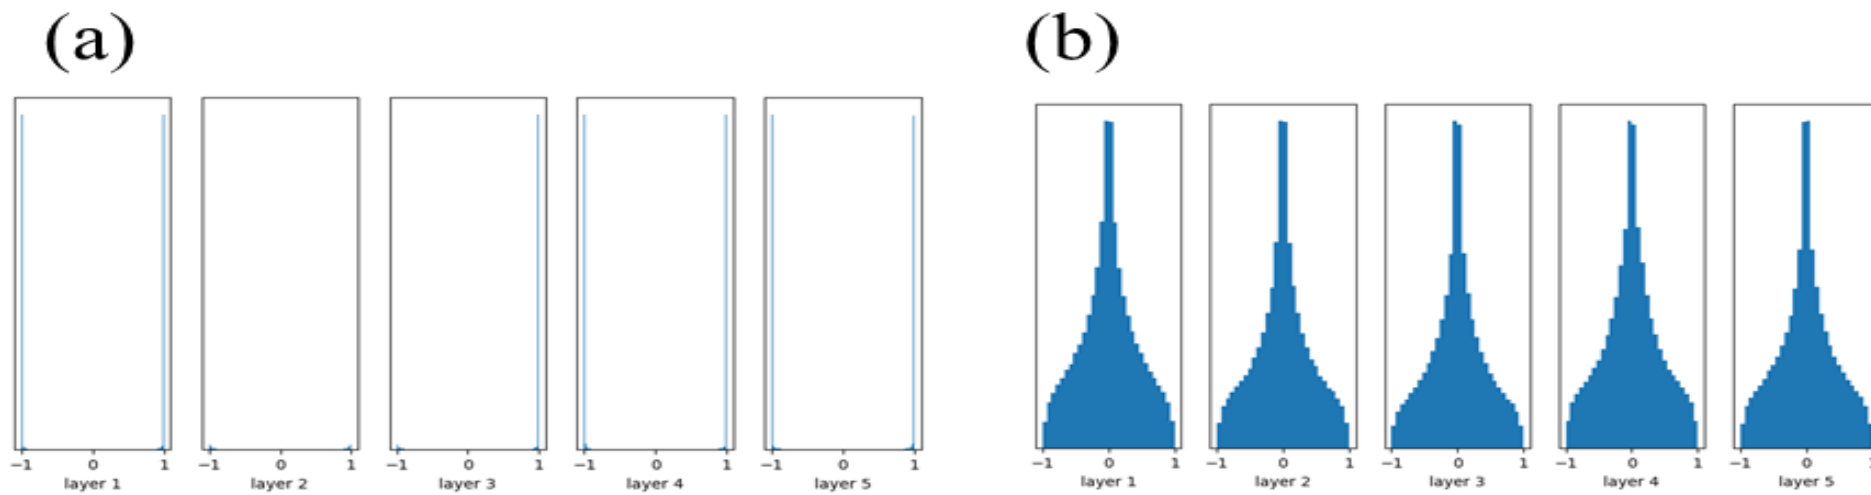 (a) (b)
−1 0 1 −1 0 1 −1 0 1 −1 0 1 −1 0 1 −1 0 1 −1 0 1 −1 0 1 −1 0 1 −1 0 1
layer 1 layer 2 layer 3 layer 4 layer 5 layer 1 layer 2 layer 3 layer 4 layer 5